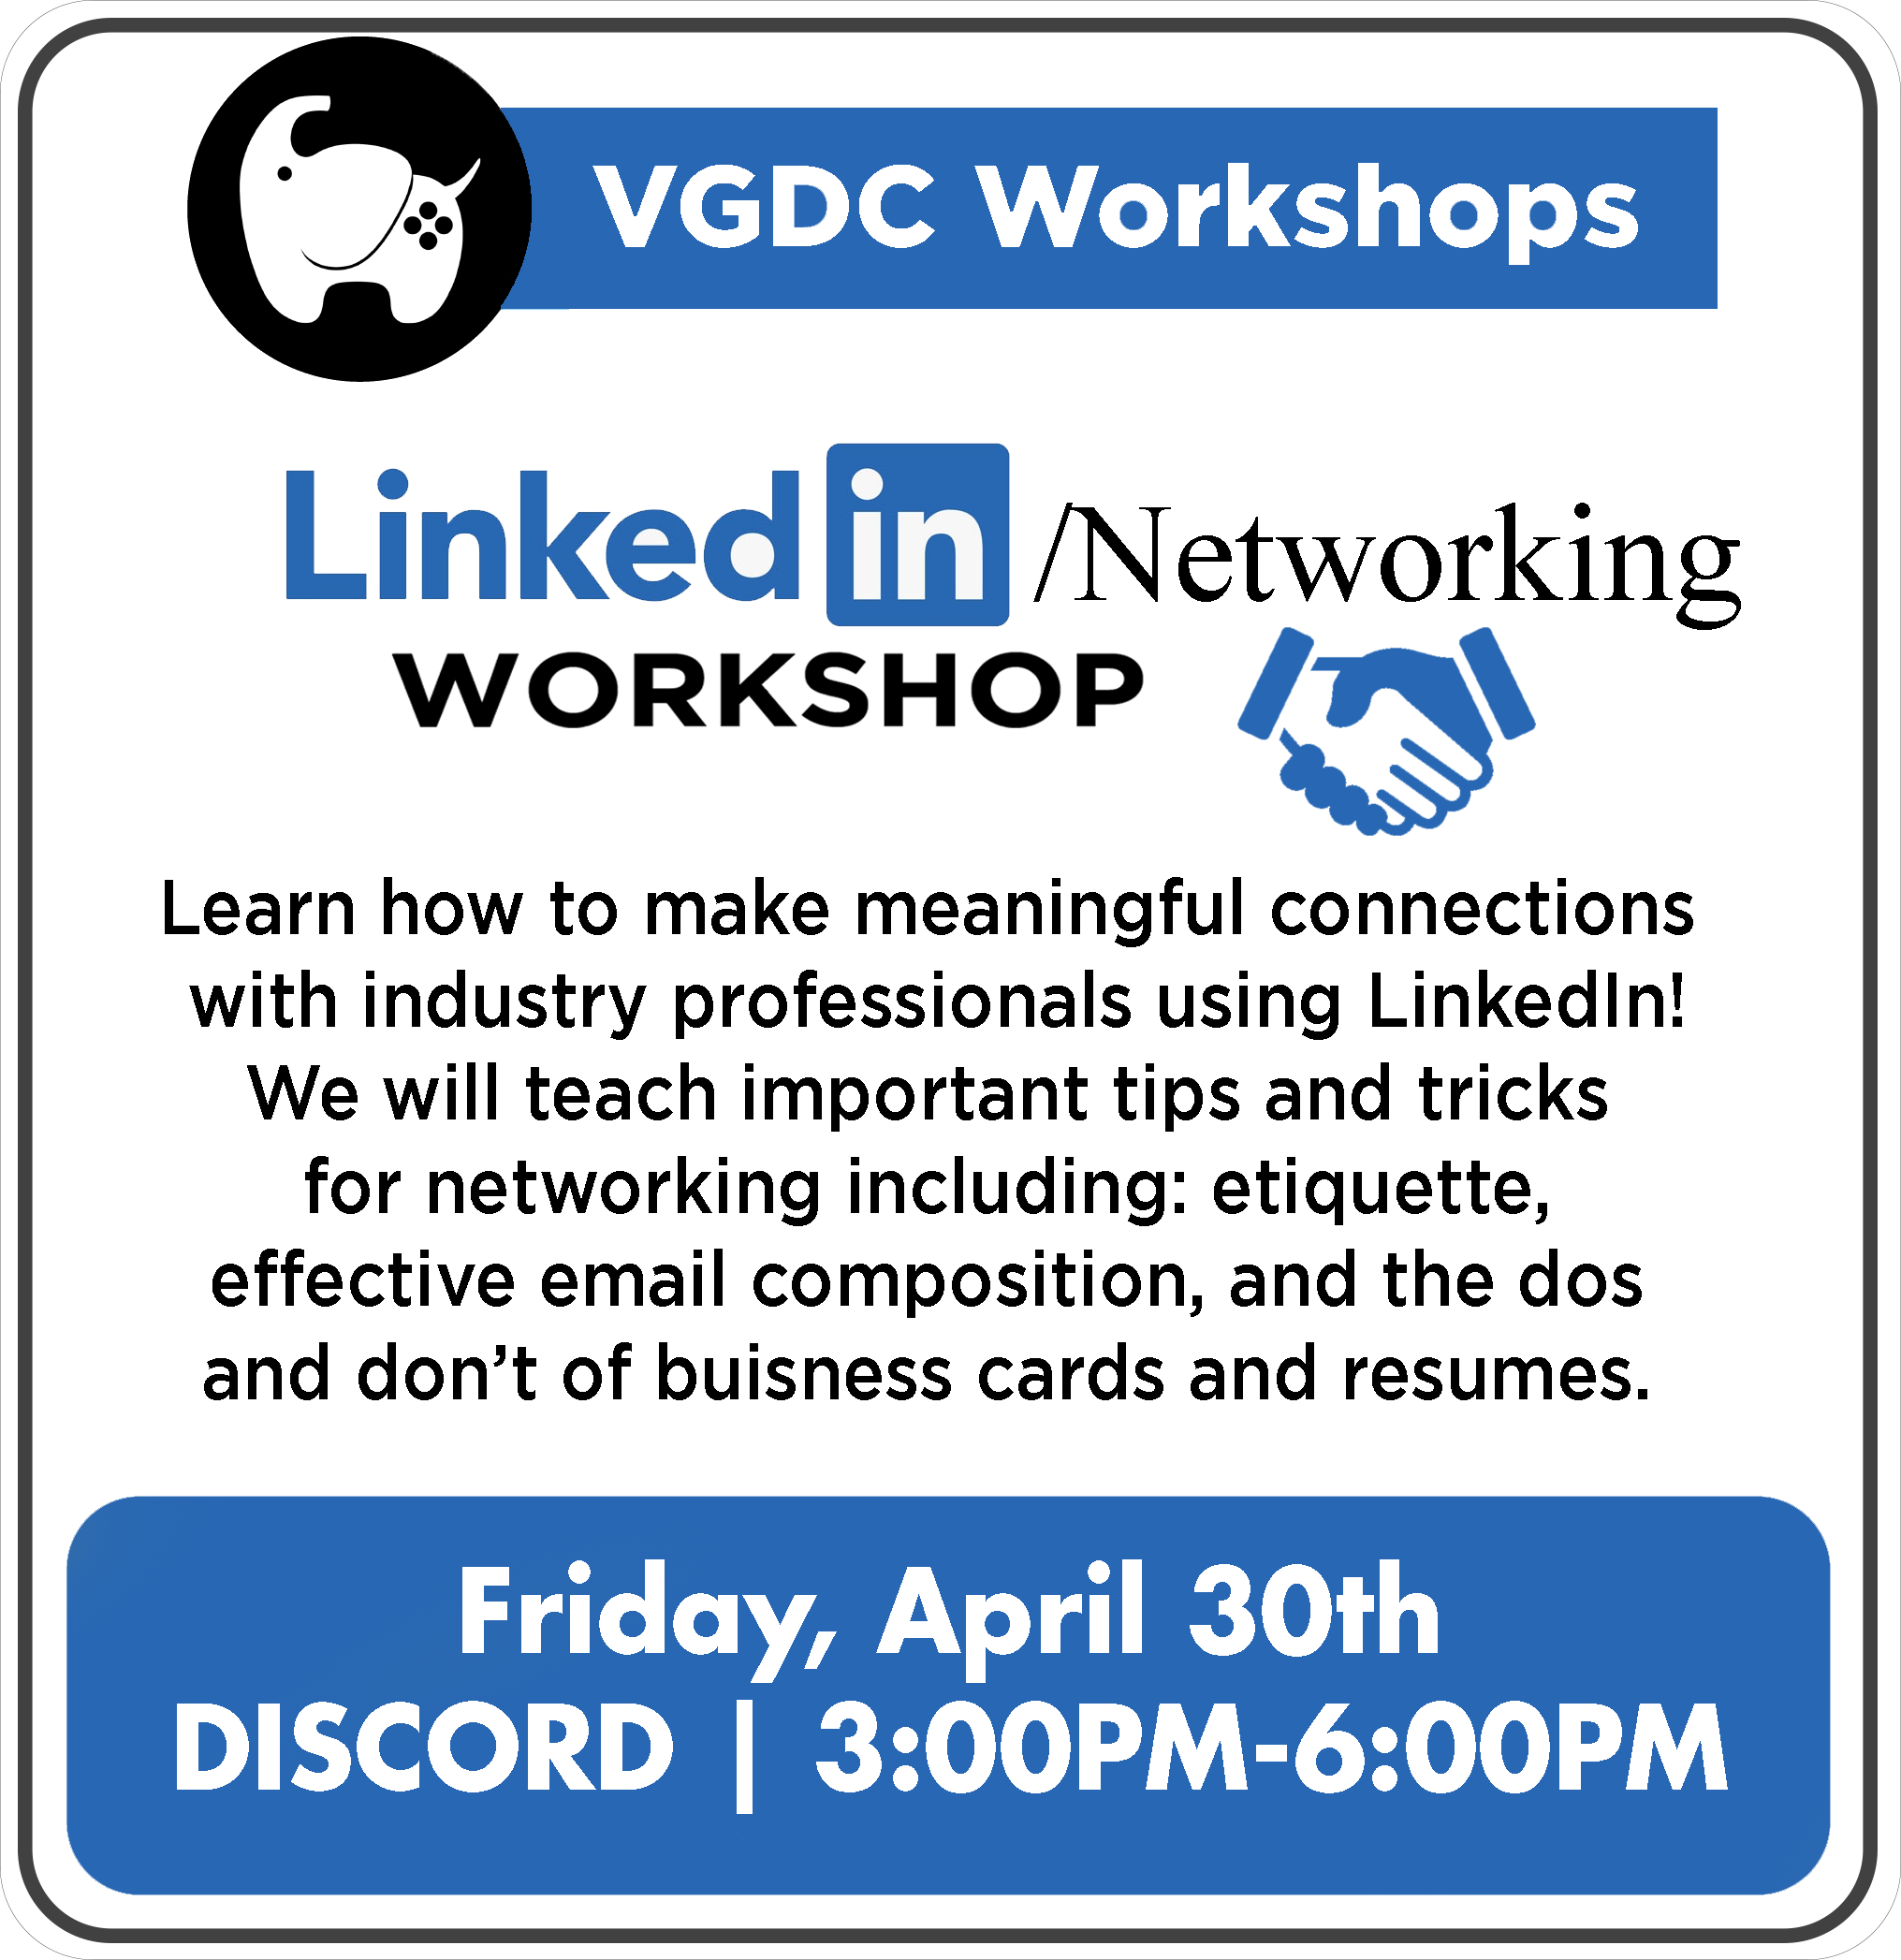 VGDC Workshops
Linked in /Networking
WORKSHOP
Learn how to make meaningful connections
with industry professionals using LinkedIn!
We will teach important tips and tricks
for networking including: etiquette,
effective email composition, and the dos
and don’t of buisness cards and resumes.
Friday, April 30th
DISCORD | 3:00PM-6:00PM